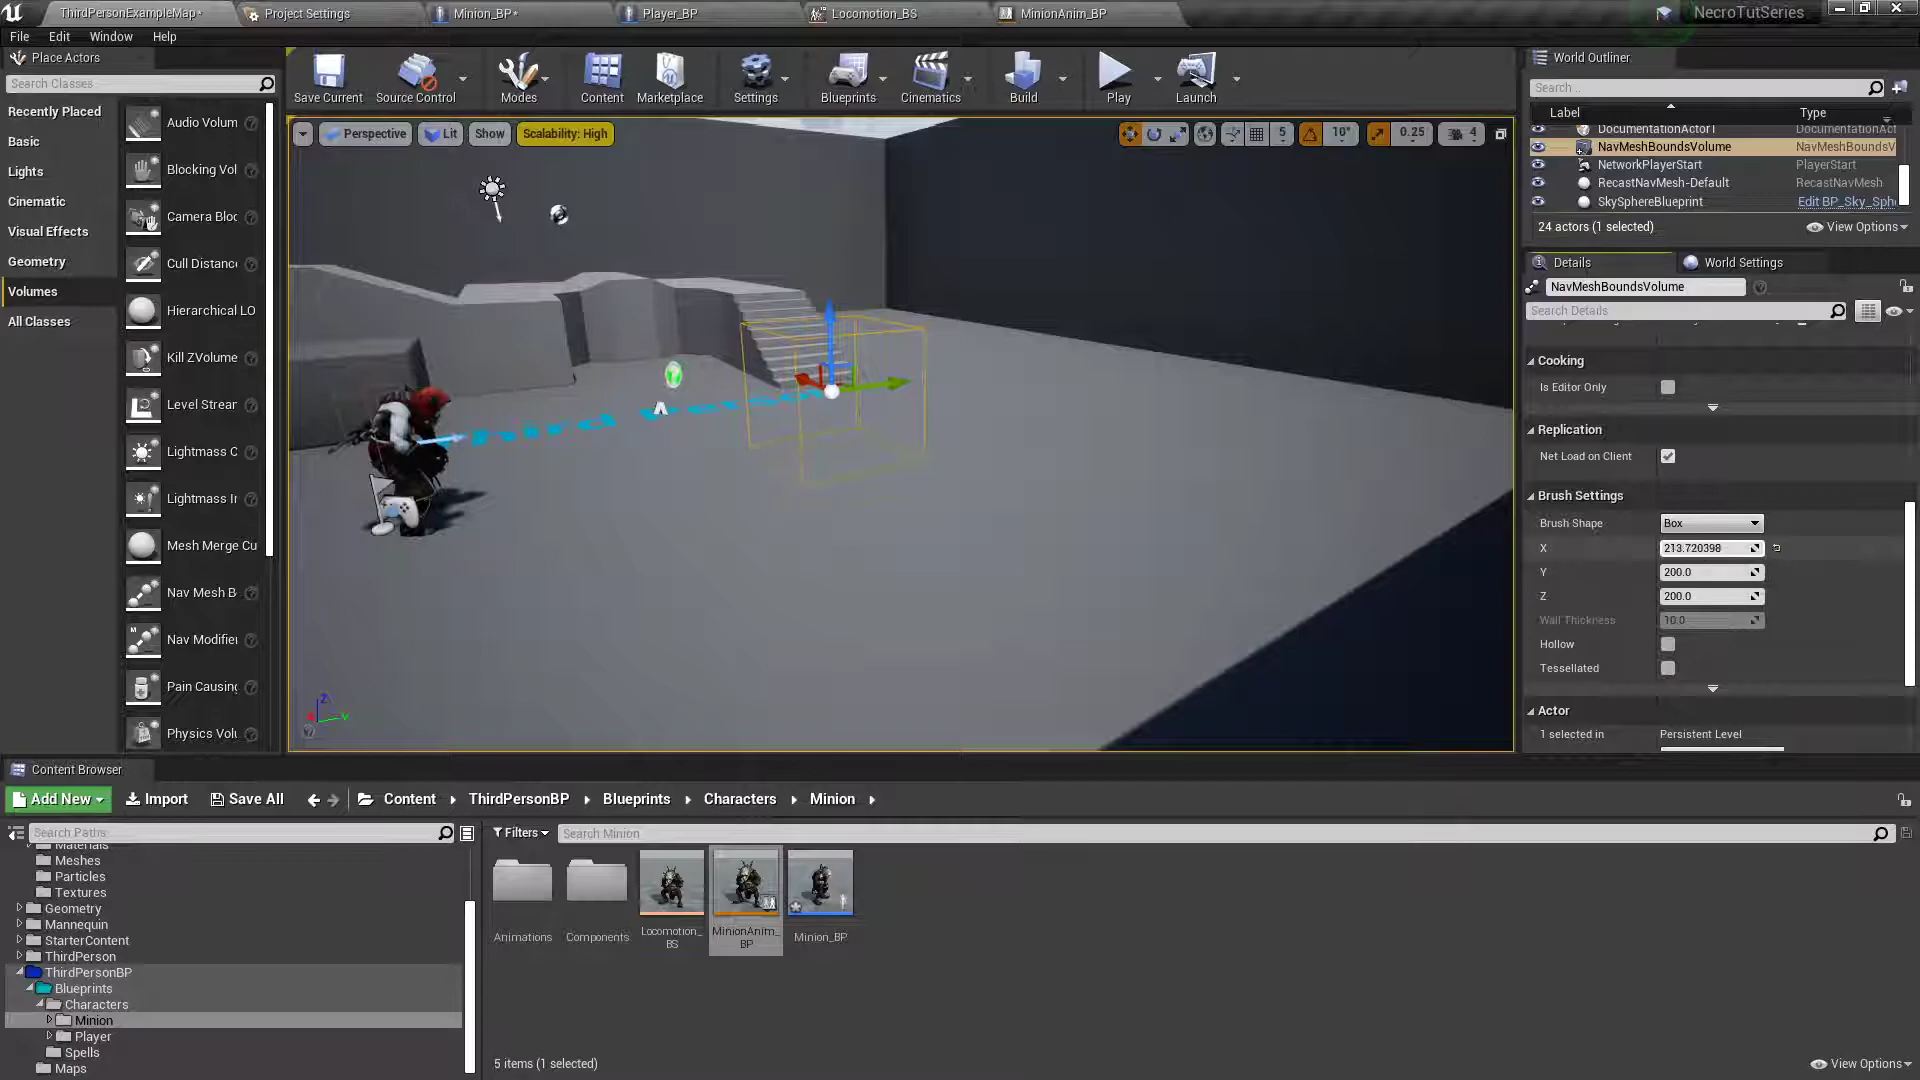 ThirdPersonExampleMap*
Project Settings
Minion_BP*
Player_BP
Locomotion_BS
MinionAnim_BP
NecroTutSeries
File
Edit
Window
Help
Place Actors
Search Classes
Recently Placed
Basic
Lights
Cinematic
Visual Effects
Geometry
Volumes
All Classes
Audio Volum
Blocking Vol
Camera Bloc
Cull Distance
Hierarchical LO
Kill ZVolume
Level Strear
Lightmass C
Lightmass Ir
Mesh Merge Cu
Nav Mesh B
Nav Modifier
Pain Causing
Physics Volu
Save Current
Source Control
Modes
Content
Marketplace
Settings
Blueprints
Cinematics
Build
Play
Launch
Perspective
Lit
Show
Scalability: High
5
10°
0.25
4
World Outliner
Search ..
Label
Type
DocumentationActor1
DocumentationAct
NavMeshBoundsVolume
NavMeshBoundsV
NetworkPlayerStart
PlayerStart
RecastNavMesh-Default
RecastNavMesh
SkySphereBlueprint
Edit BP_Sky_Sph
24 actors (1 selected)
View Options
Details
World Settings
NavMeshBoundsVolume
Search Details
Cooking
Is Editor Only
Replication
Net Load on Client
Brush Settings
Brush Shape
Box
X
213.720398
Y
200.0
Z
200.0
Wall Thickness
10.0
Hollow
Tessellated
Actor
1 selected in
Persistent Level
Content Browser
Add New
Import
Save All
Content
ThirdPersonBP
Blueprints
Characters
Minion
Search Paths
Filters
Search Minion
Materials
Meshes
Particles
Textures
Geometry
Mannequin
StarterContent
ThirdPerson
ThirdPersonBP
Blueprints
Characters
Minion
Player
Spells
Maps
Animations
Components
Locomotion_
BS
MinionAnim_
BP
Minion_BP
5 items (1 selected)
View Options